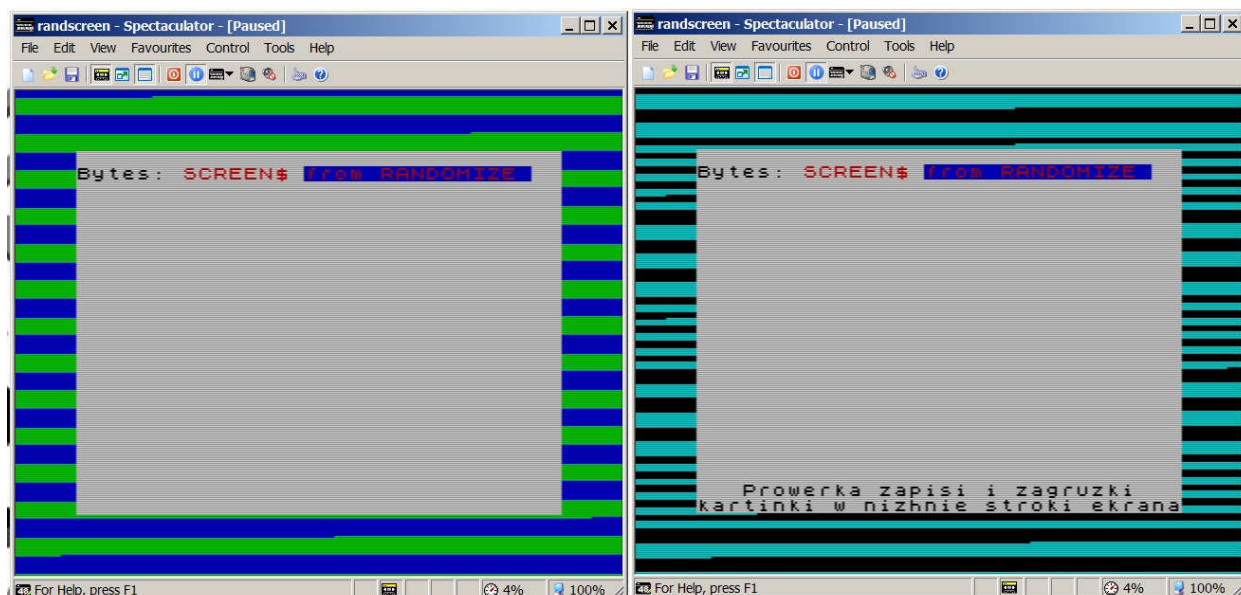 randscreen - Spectaculator - [Paused]
File Edit View Favourites Control Tools Help
Bytes: SCREEN$ from RANDOMIZE
For Help, press F1
4%
100%
randscreen - Spectaculator - [Paused]
File Edit View Favourites Control Tools Help
Bytes: SCREEN$ from RANDOMIZE
Prowerka zapisi i zagruzki
kartinki w nizhnie stroki ekrana
For Help, press F1
4%
100%